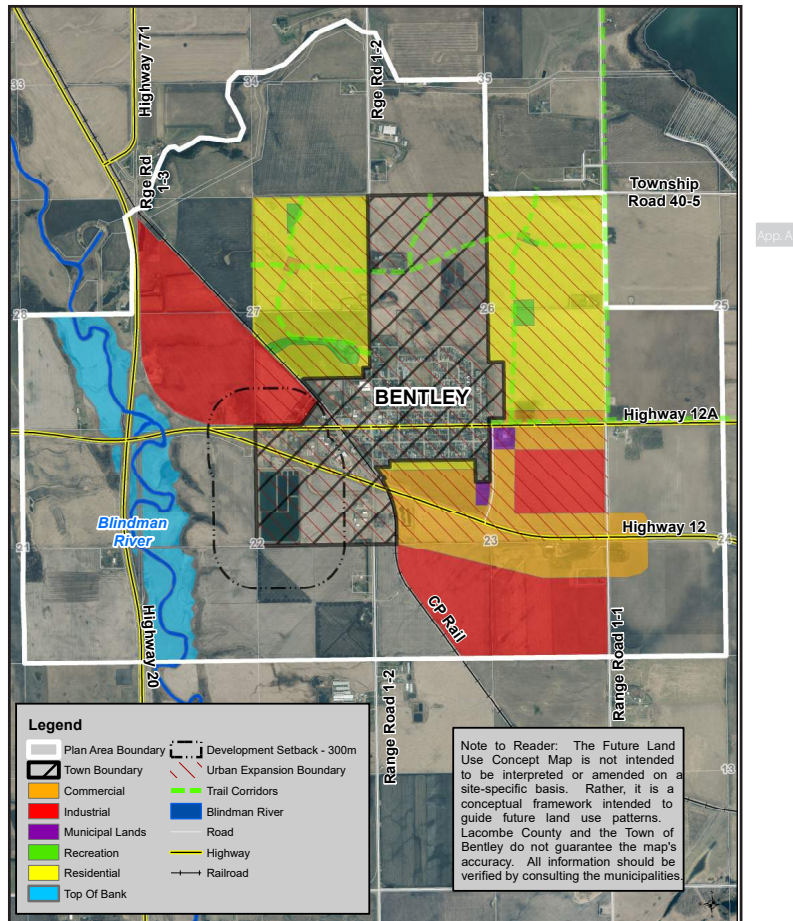 Highway 771
Rge Rd 1-2
33
34
35
Rge Rd
1-3
Township
Road 40-5
App. A
28
27
26
25
BENTLEY
Highway 12A
Blindman
River
Highway 12
21
22
23
24
CP Rail
Highway 20
Range Road 1-2
Range Road 1-1
13
Legend
Plan Area Boundary
Development Setback - 300m
Town Boundary
Urban Expansion Boundary
Commercial
Trail Corridors
Industrial
Blindman River
Municipal Lands
Road
Recreation
Highway
Residential
Railroad
Top Of Bank
Note to Reader: The Future Land
Use Concept Map is not intended
to be interpreted or amended on a
site-specific basis. Rather, it is a
conceptual framework intended to
guide future land use patterns.
Lacombe County and the Town of
Bentley do not guarantee the map's
accuracy. All information should be
verified by consulting the municipalities.